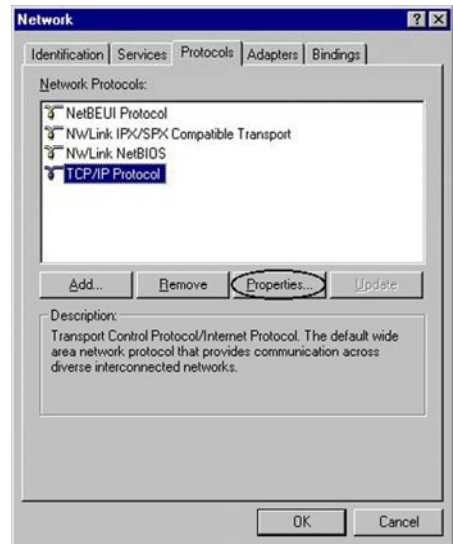 Network
Identification Services Protocols Adapters Bindings
Network Protocols:
NetBEUI Protocol
NWLink IPX/SPX Compatible Transport
NWLink NetBIOS
TCP/IP Protocol
Add... Remove Properties... Update
Description:
Transport Control Protocol/Internet Protocol. The default wide
area network protocol that provides communication across
diverse interconnected networks.
OK Cancel